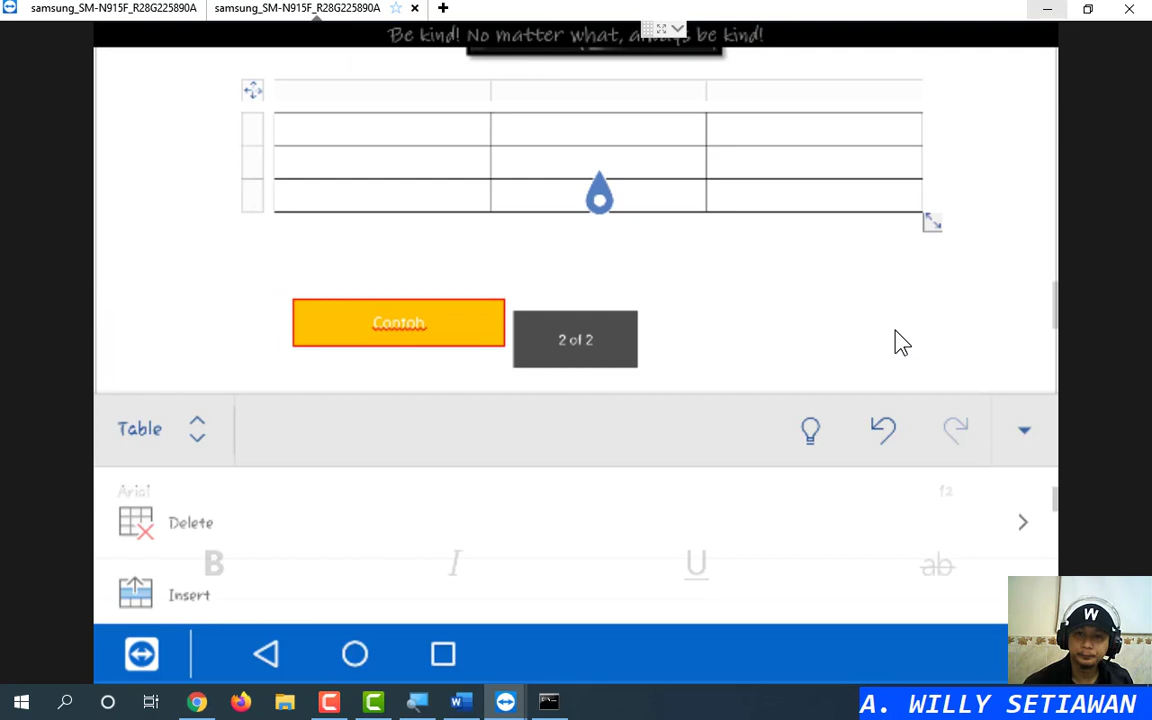 samsung_SM-N915F_R28G225890A samsung_SM-N915F_R28G225890A
Be kind! No matter what, always be kind!
Contoh
2 of 2
Table
Arial
Delete
B I U ab
Insert
W
A. WILLY SETIAWAN